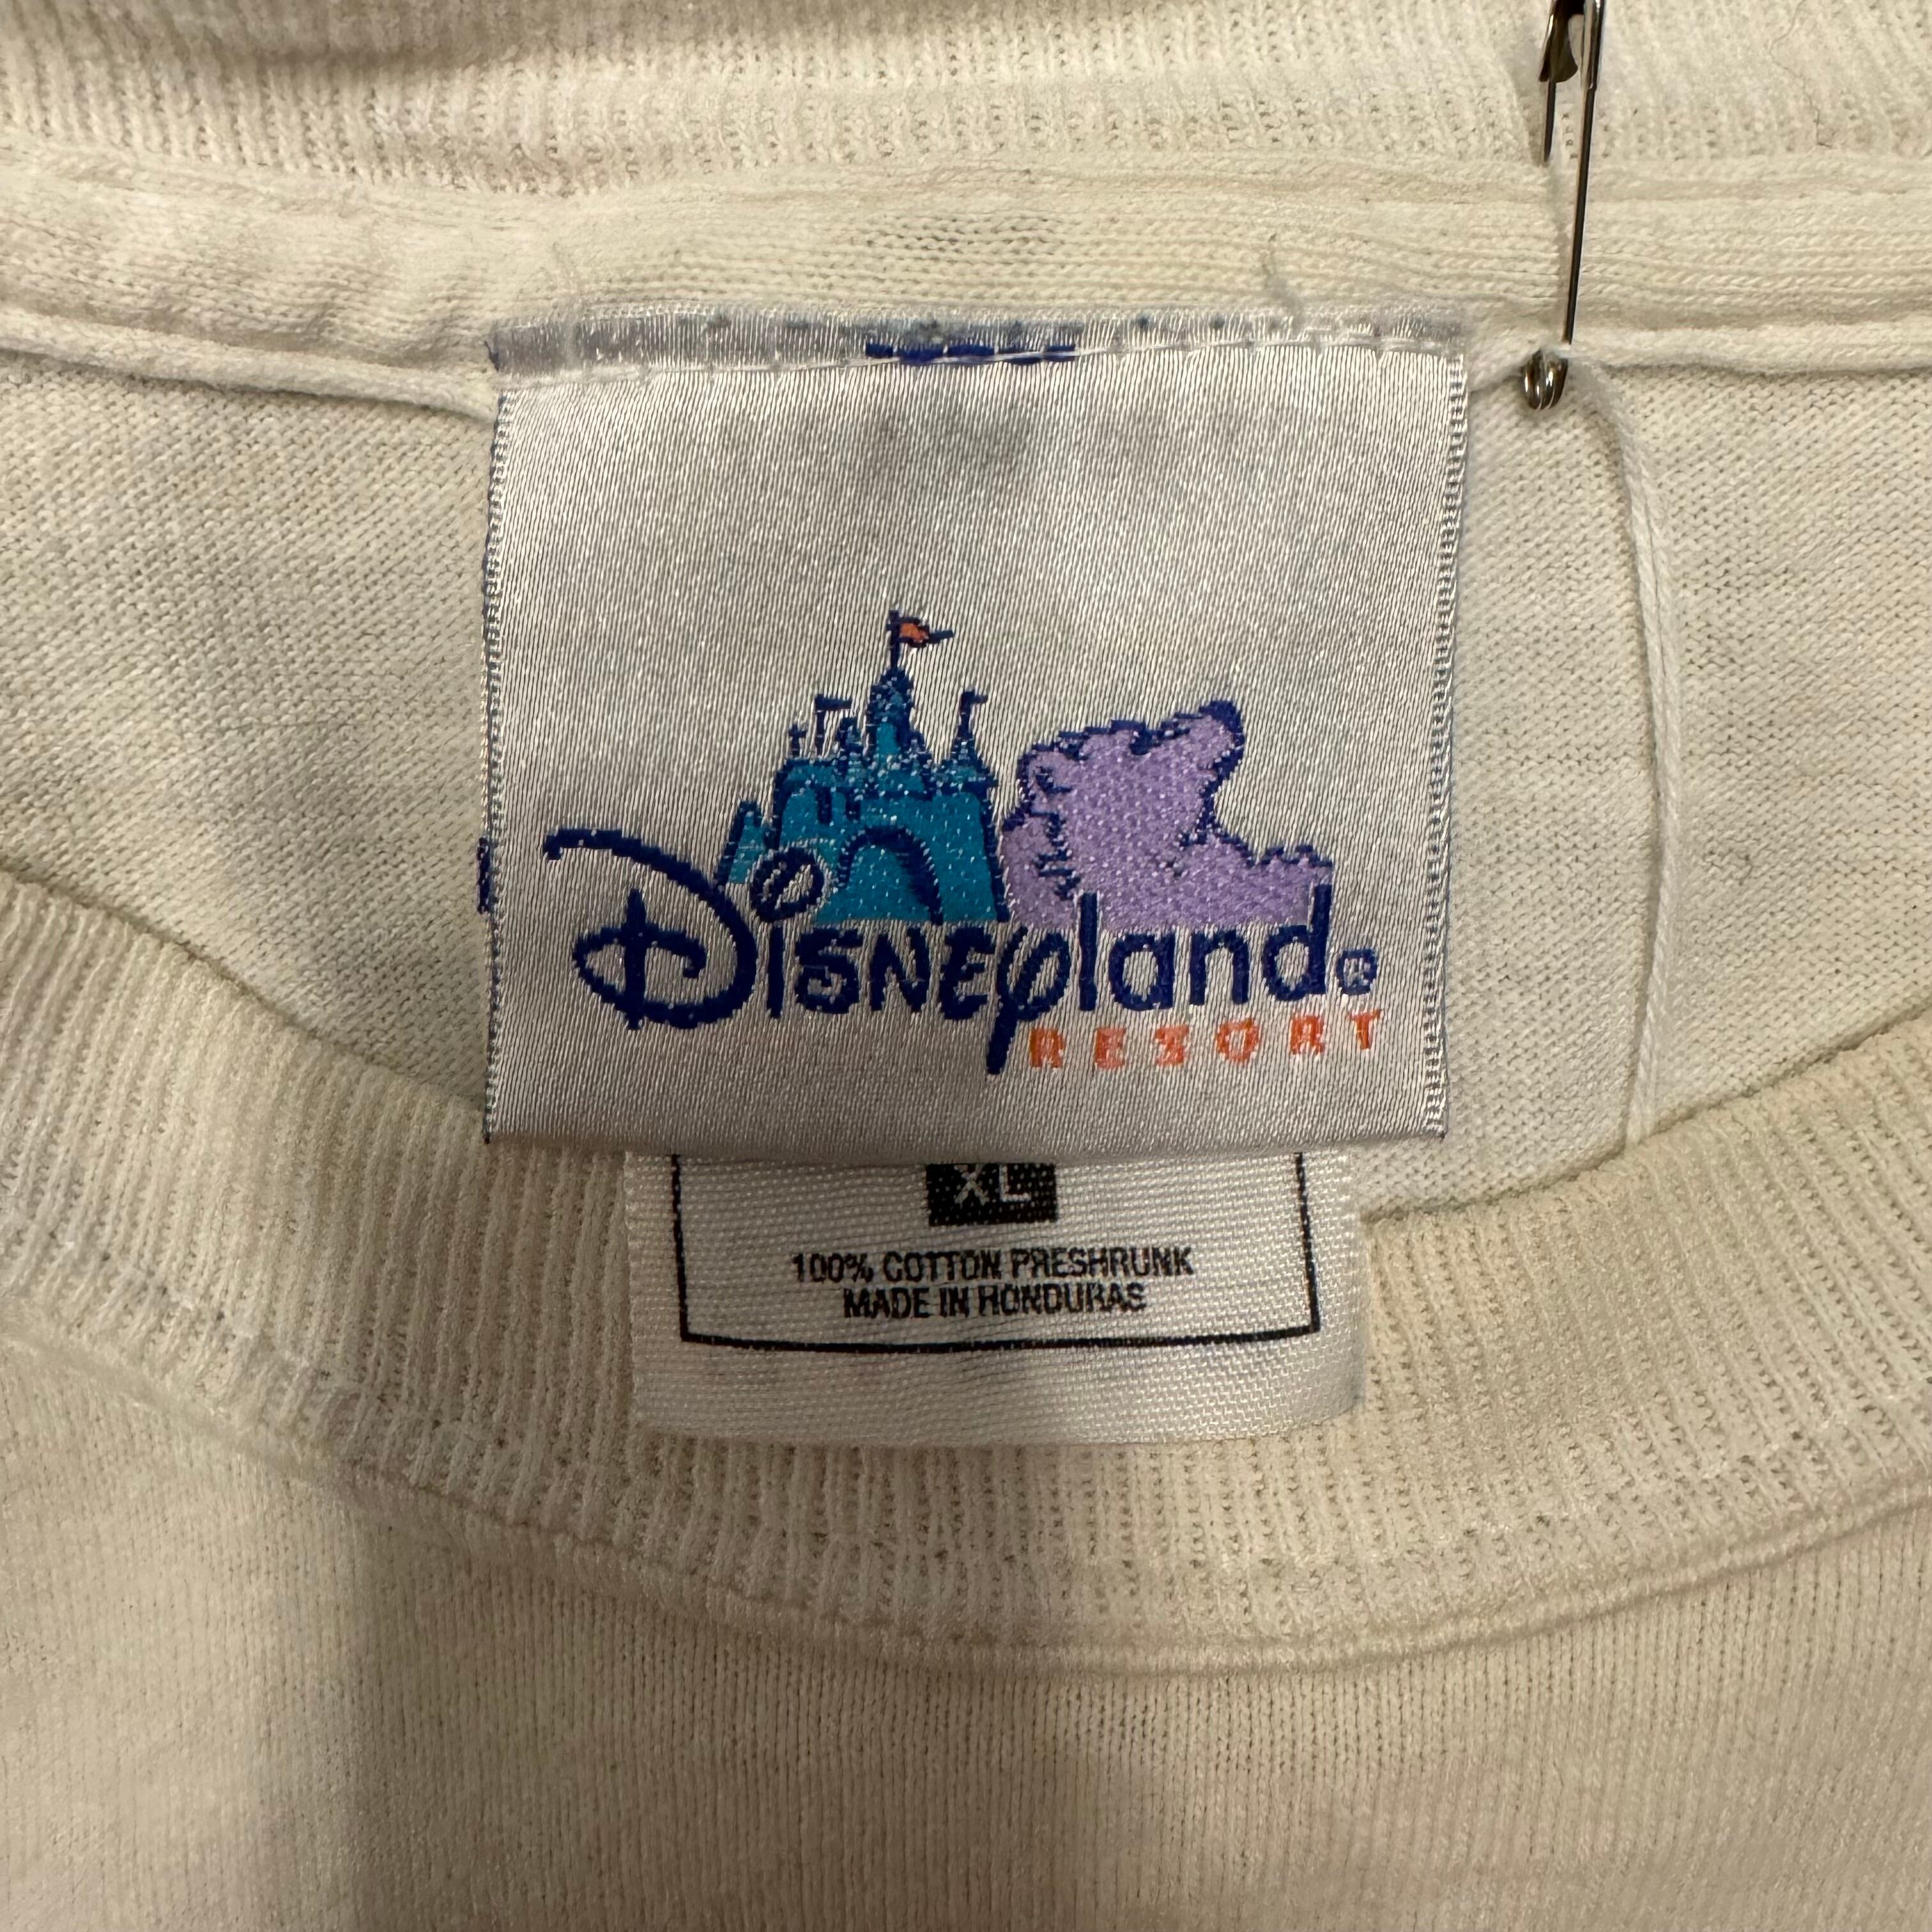 Disneyland®
RESORT
XL
100% COTTON PRESHRUNK
MADE IN HONDURAS